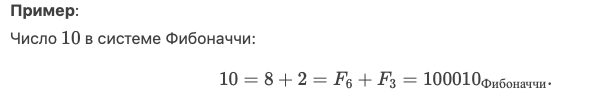 Пример:
Число 10 в системе Фибоначчи:
10 = 8 + 2 = F₆ + F₃ = 100010Фибоначчи.